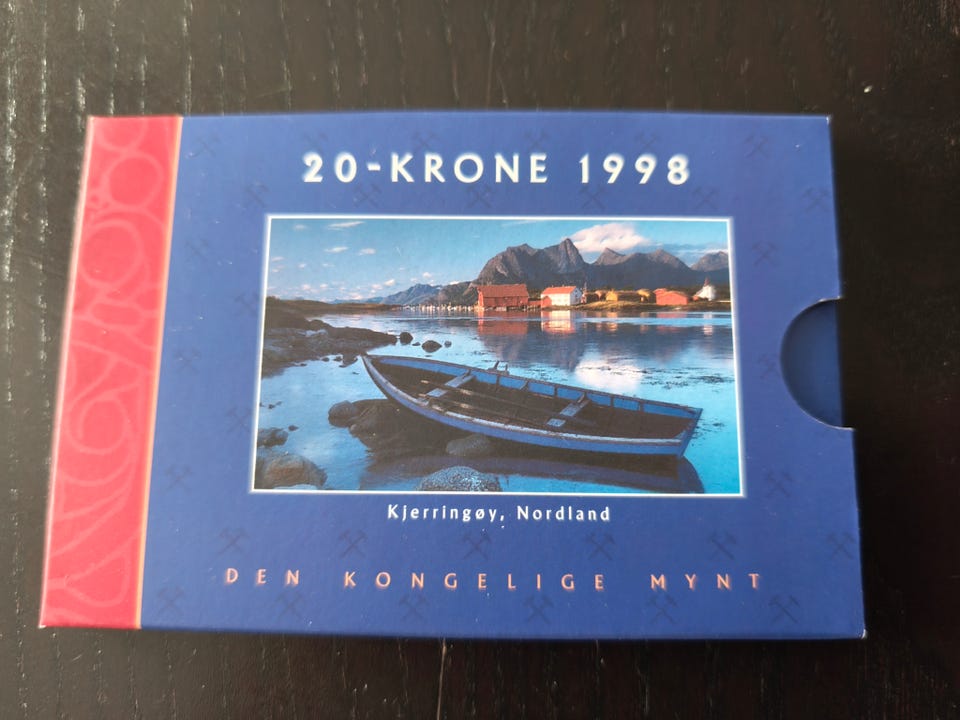 20-KRONE 1998
Kjerringøy, Nordland
DEN KONGELIGE MYNT